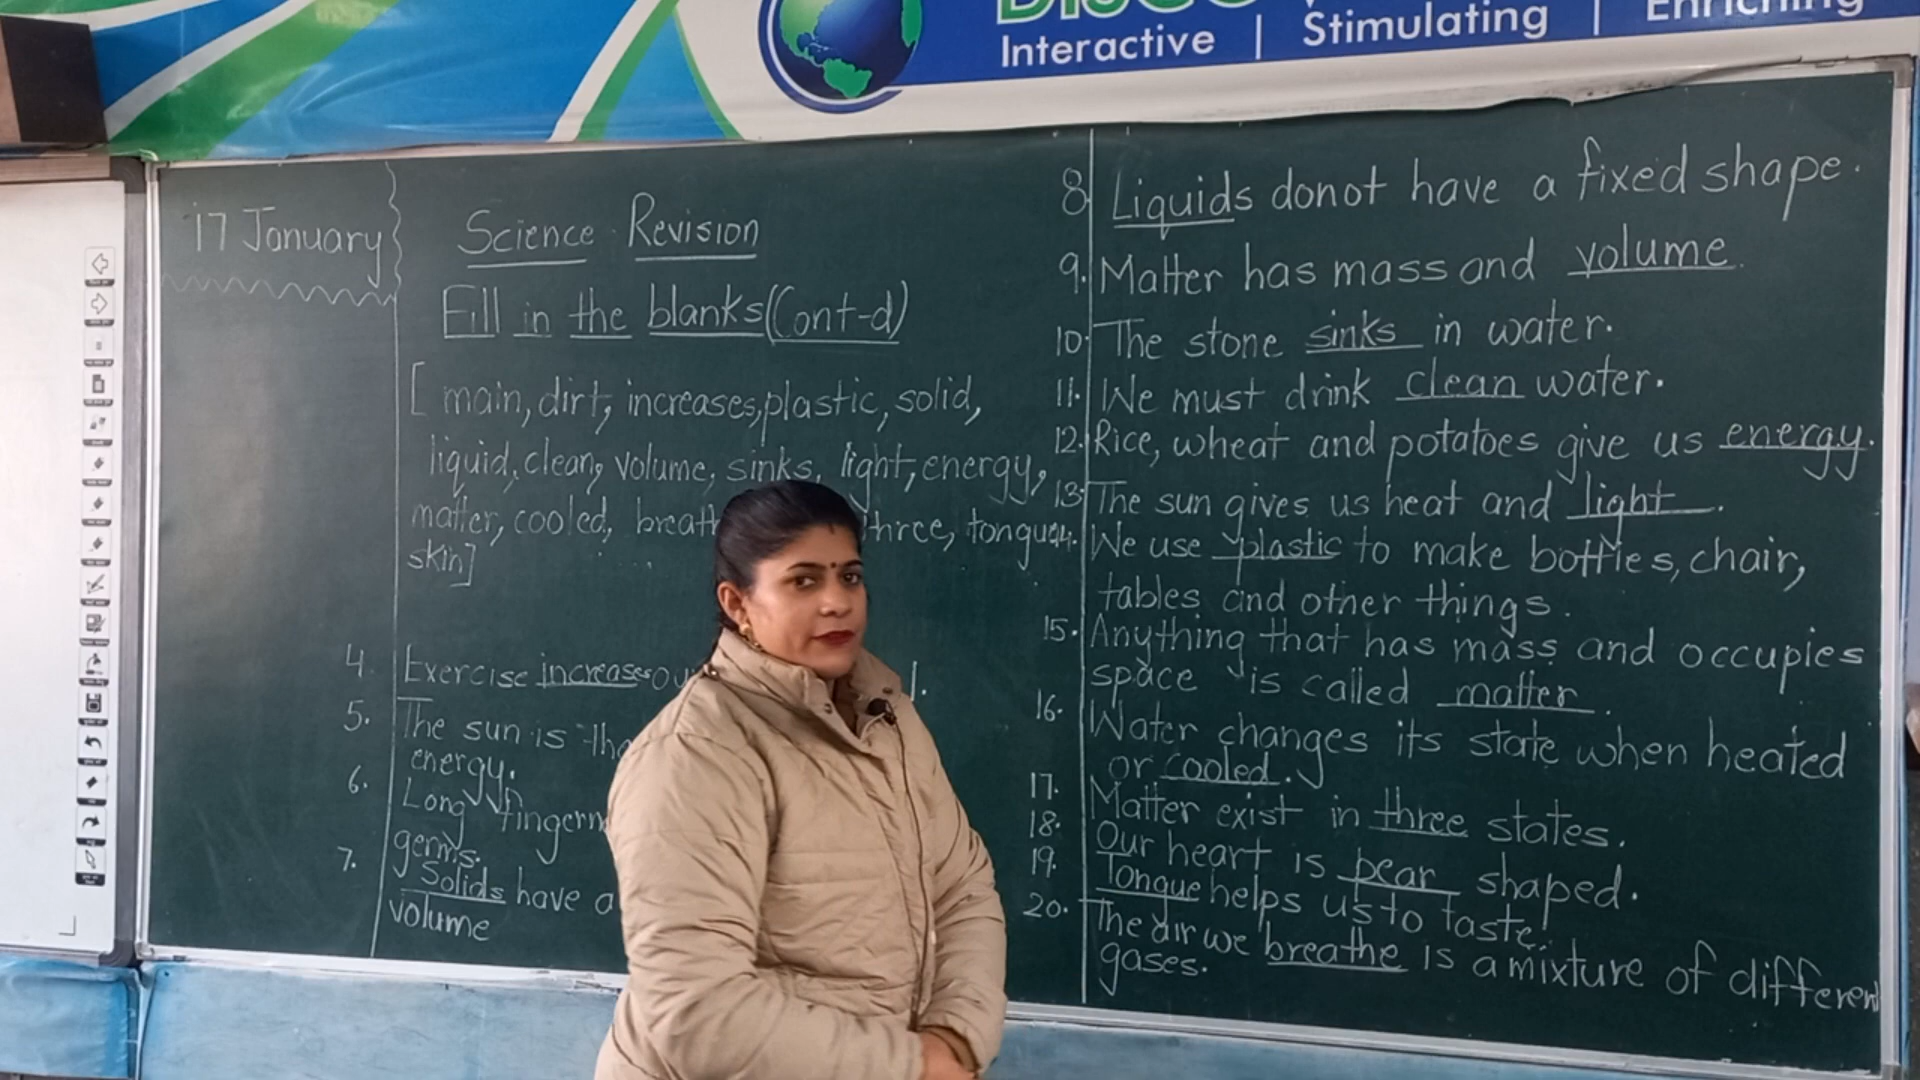 Interactive | Stimulating | Enriching
17 January
Science Revision
Fill in the blanks (Cont-d)
[ main, dirt, increases, plastic, solid,
liquid, clean, volume, sinks, light, energy,
matter, cooled, three, tongue,
skin]
4. Exercise increases
5. The sun is
energy.
6. Long
germs.
7. Solids have a
volume
8. Liquids donot have a fixed shape.
9. Matter has mass and volume.
10. The stone sinks in water.
11. We must drink clean water.
12. Rice, wheat and potatoes give us energy.
13. The sun gives us heat and light.
14. We use plastic to make bottles, chair,
tables and other things.
15. Anything that has mass and occupies
space is called matter.
16. Water changes its state when heated
or cooled.
17. Matter exist in three states.
18. Our heart is pear shaped.
19. Tongue helps us to taste.
20. The air we breathe is a mixture of different
gases.